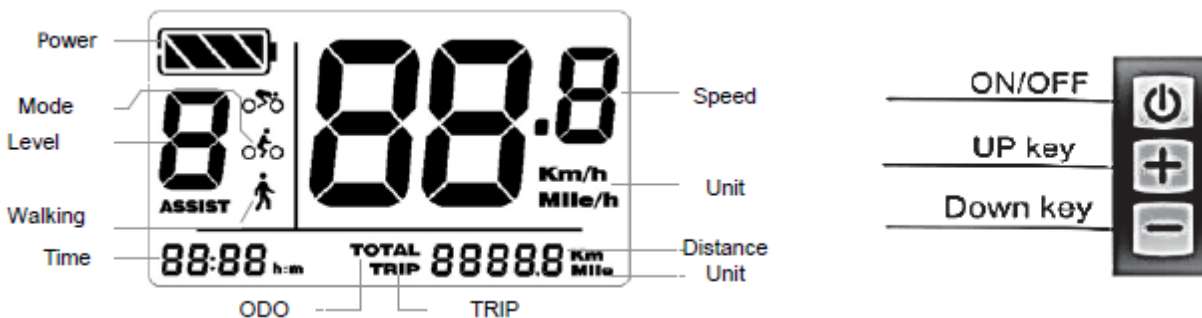 Power
Mode
Level
Walking
Time
8
ASSIST
88.8
Km/h
Mile/h
88:88 h:m
TOTAL
TRIP
8888.8
Km
Mile
Speed
Unit
Distance
Unit
ODO
TRIP
ON/OFF
UP key
Down key